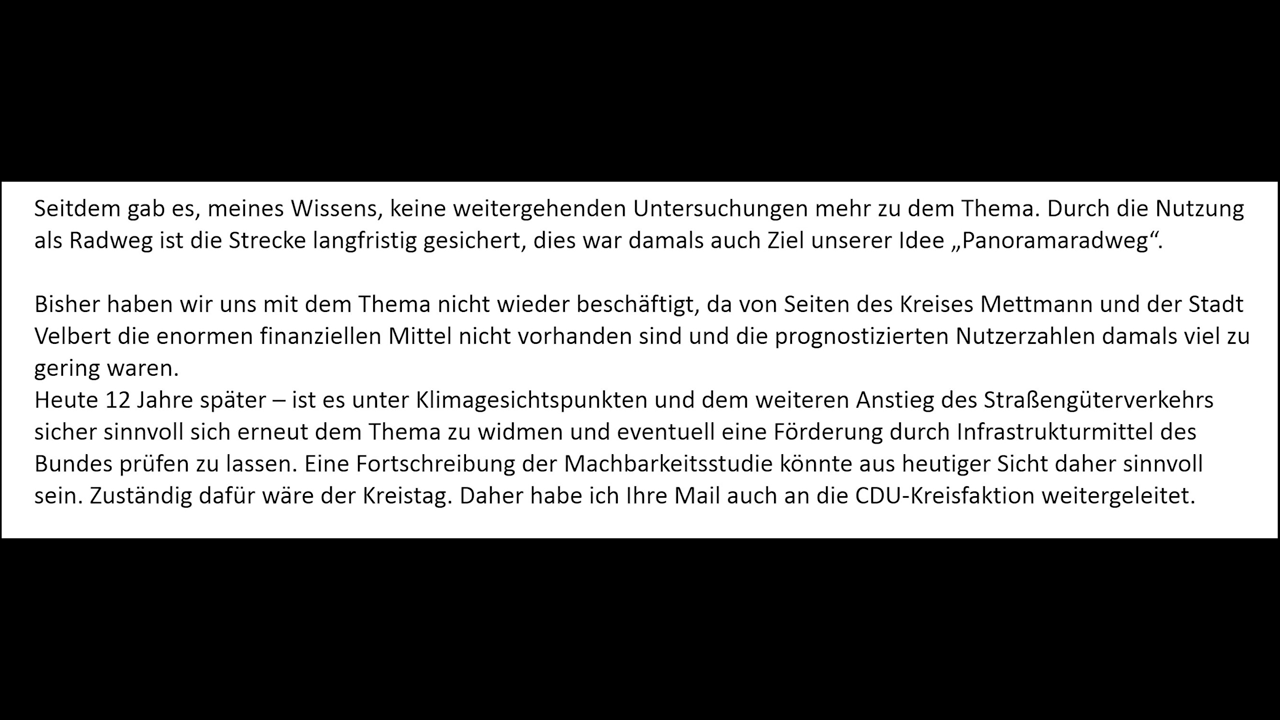 Seitdem gab es, meines Wissens, keine weitergehenden Untersuchungen mehr zu dem Thema. Durch die Nutzung
als Radweg ist die Strecke langfristig gesichert, dies war damals auch Ziel unserer Idee „Panoramaradweg“.
Bisher haben wir uns mit dem Thema nicht wieder beschäftigt, da von Seiten des Kreises Mettmann und der Stadt
Velbert die enormen finanziellen Mittel nicht vorhanden sind und die prognostizierten Nutzerzahlen damals viel zu
gering waren.
Heute 12 Jahre später – ist es unter Klimagesichtspunkten und dem weiteren Anstieg des Straßengüterverkehrs
sicher sinnvoll sich erneut dem Thema zu widmen und eventuell eine Förderung durch Infrastrukturmittel des
Bundes prüfen zu lassen. Eine Fortschreibung der Machbarkeitsstudie könnte aus heutiger Sicht daher sinnvoll
sein. Zuständig dafür wäre der Kreistag. Daher habe ich Ihre Mail auch an die CDU-Kreisfaktion weitergeleitet.